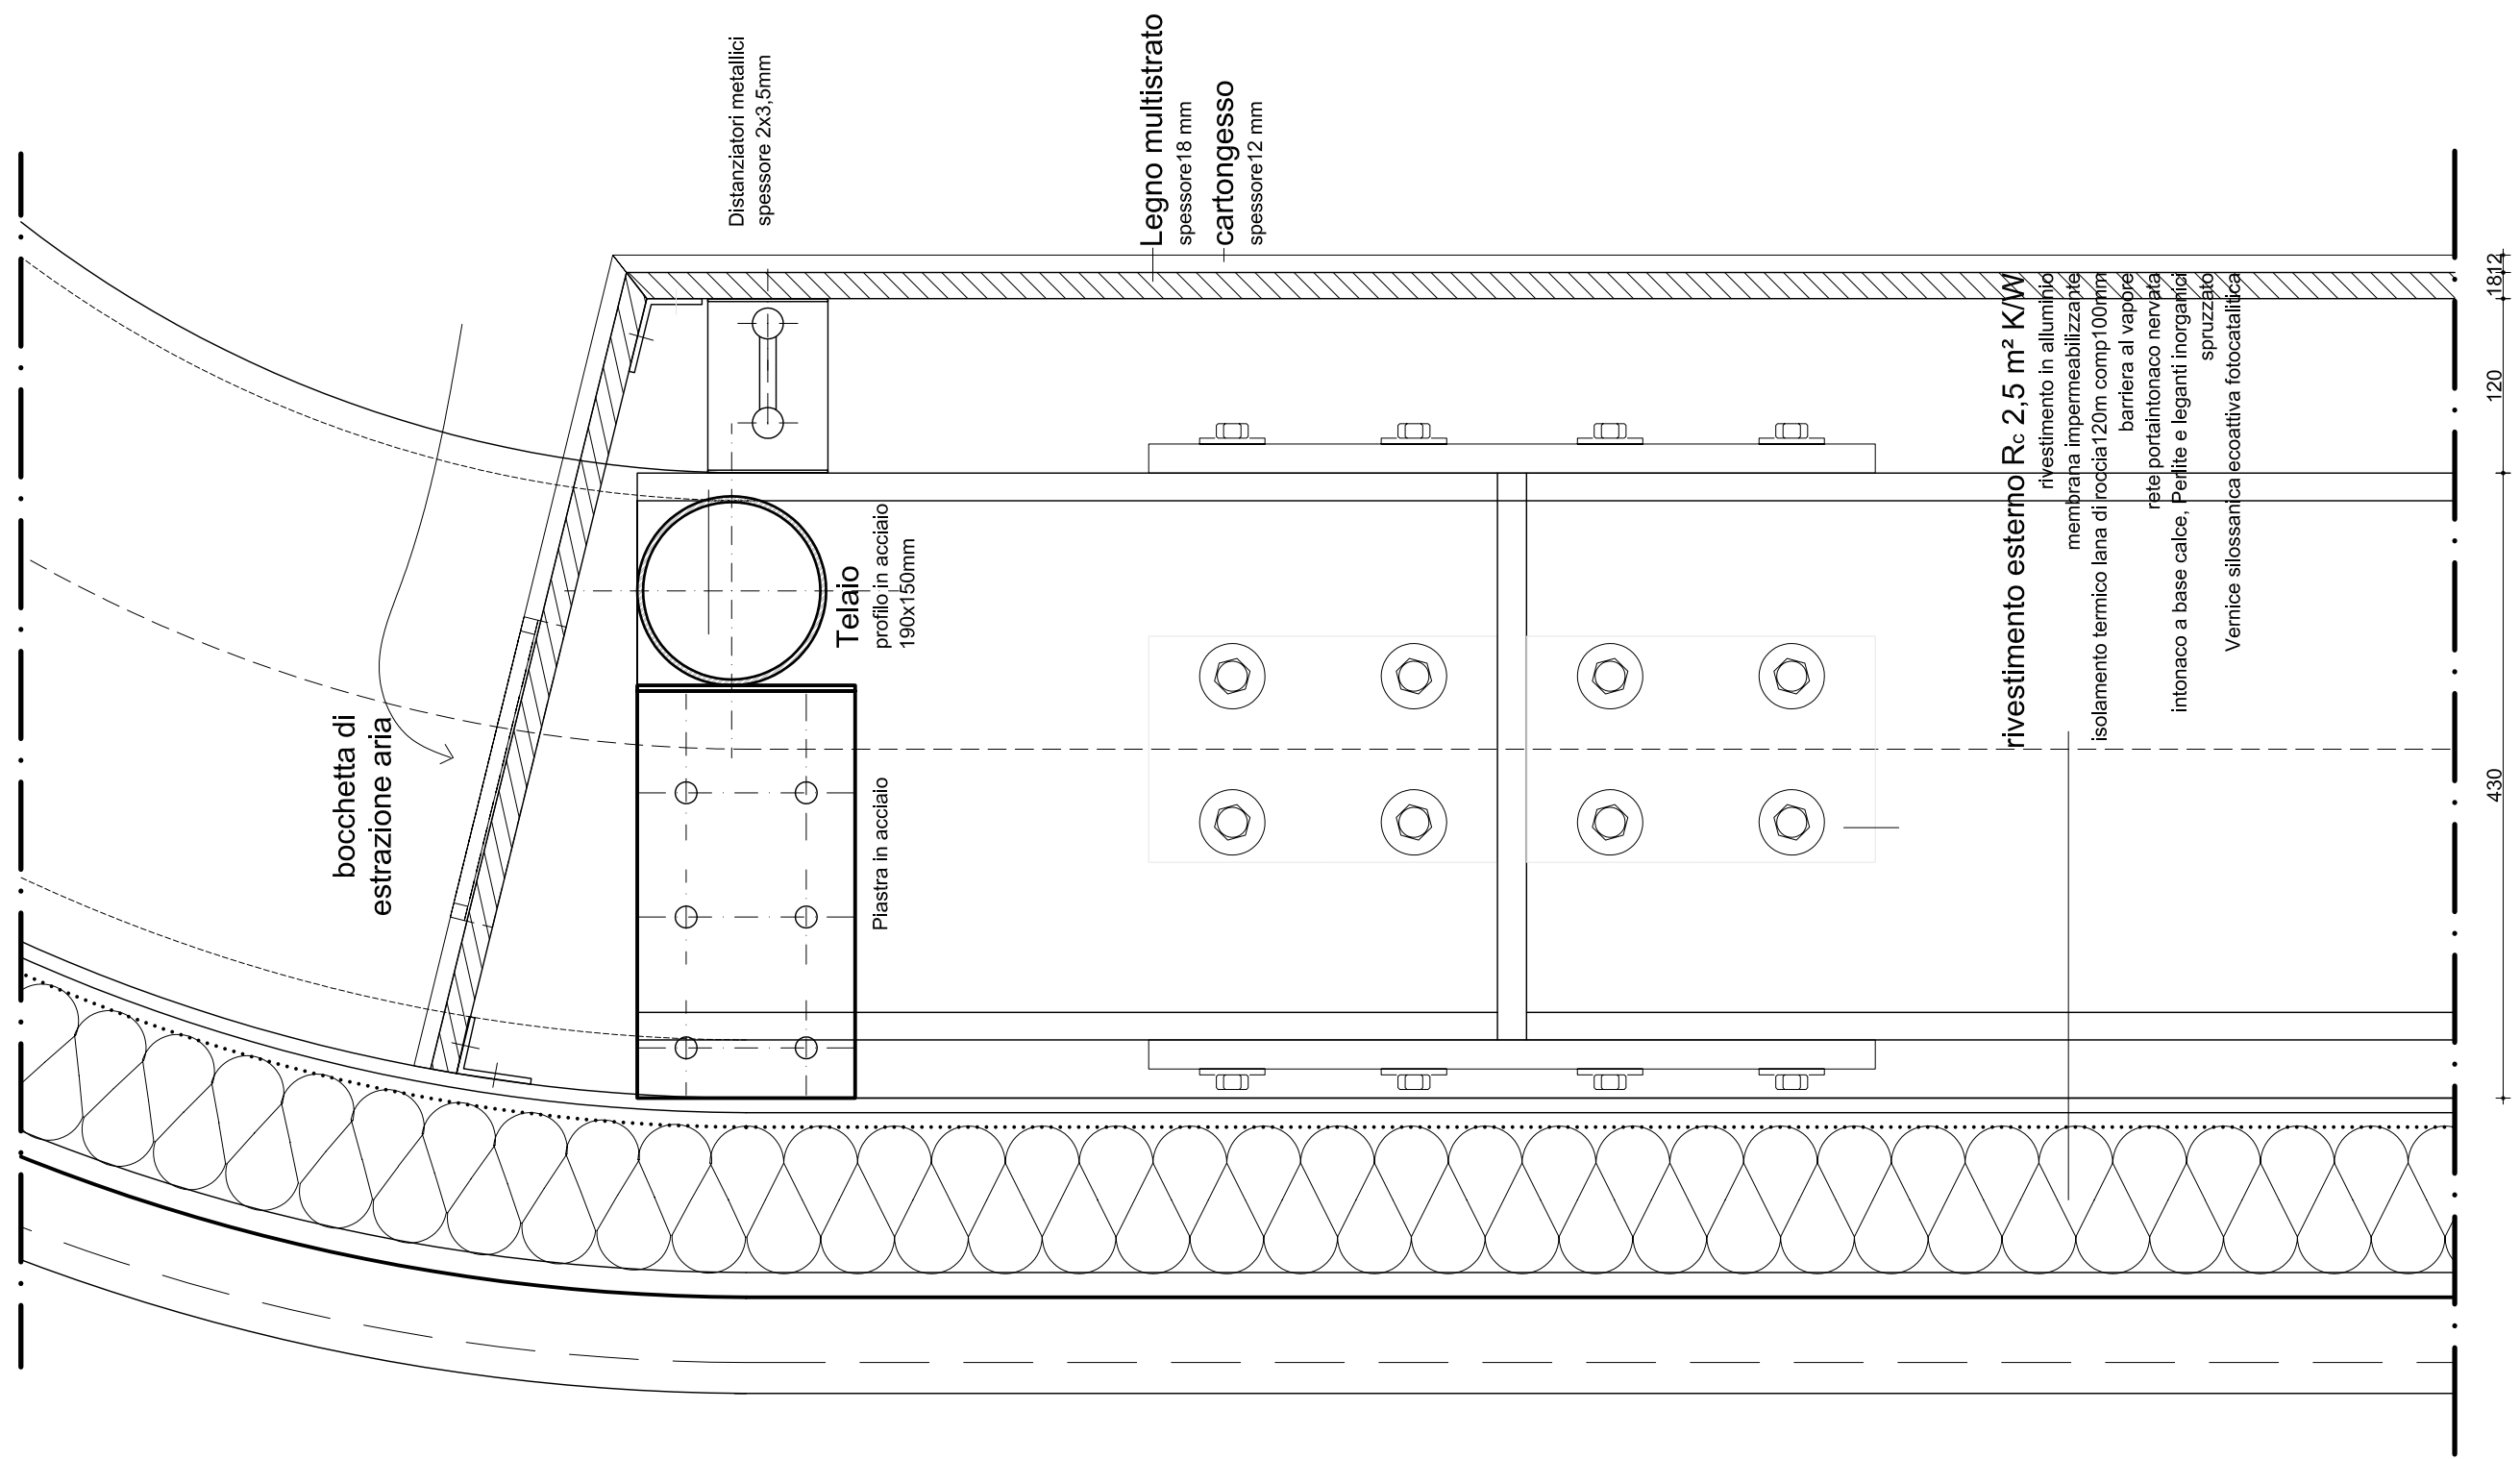 Distanziatori metallici
spessore 2x3,5mm
Legno multistrato
spessore18 mm
cartongesso
spessore12 mm
bocchetta di
estrazione aria
Telaio
profilo in acciaio
190x150mm
Piastra in acciaio
rivestimento esterno Rc 2,5 m² K/W
rivestimento in alluminio
membrana impermeabilizzante
isolamento termico lana di roccia120m comp100mm
barriera al vapore
rete portaintonaco nervata
intonaco a base calce, Perlite e leganti inorganici
spruzzato
Vernice silossanica ecoattiva fotocatalitica
12
18
120
430